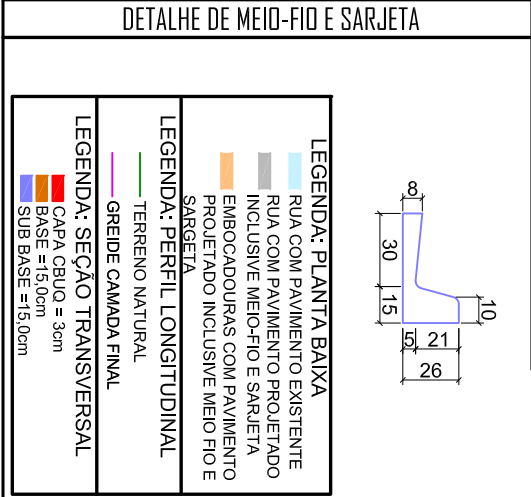 DETALHE DE MEIO-FIO E SARJETA
8
30
15
10
5
21
26
LEGENDA: PLANTA BAIXA
RUA COM PAVIMENTO EXISTENTE
RUA COM PAVIMENTO PROJETADO
INCLUSIVE MEIO-FIO E SARJETA
EMBOCADOURAS COM PAVIMENTO
PROJETADO INCLUSIVE MEIO FIO E
SARGETA
LEGENDA: PERFIL LONGITUDINAL
TERRENO NATURAL
GREIDE CAMADA FINAL
LEGENDA: SEÇÃO TRANSVERSAL
CAPA CBUQ = 3cm
BASE =15,0cm
SUB BASE =15,0cm